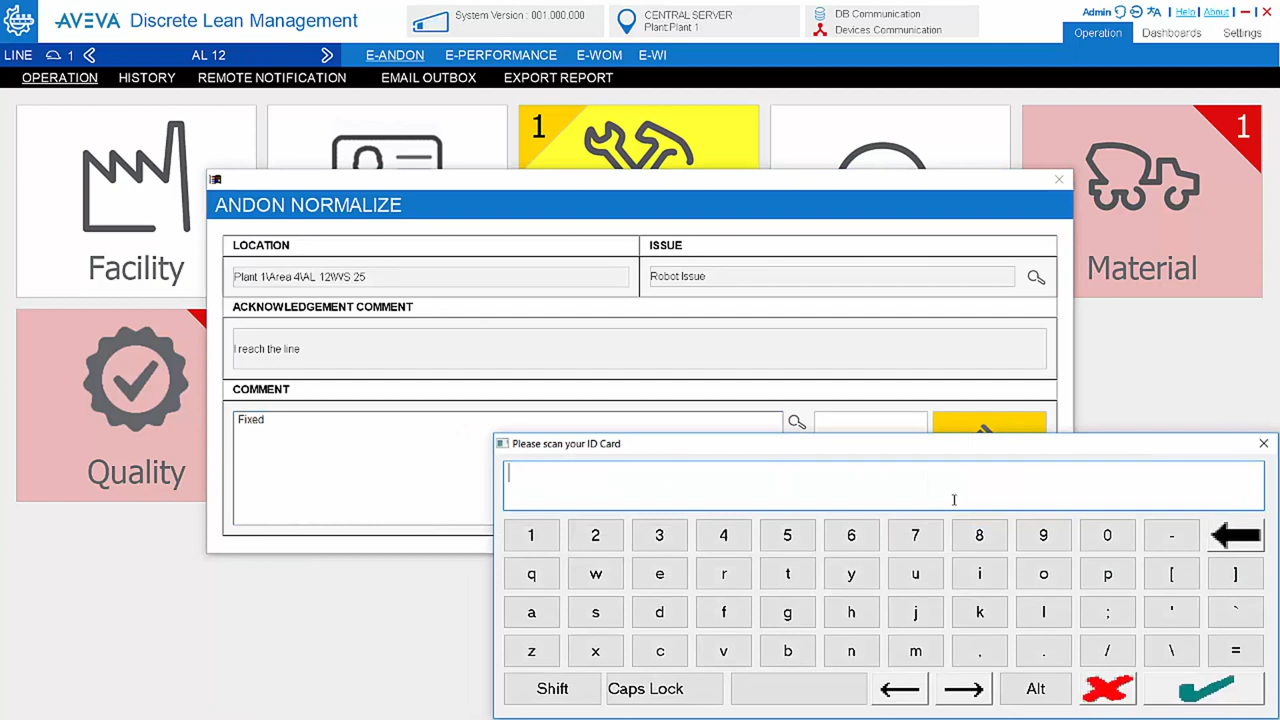 AVEVA Discrete Lean Management
System Version : 001.000.000
CENTRAL SERVER
Plant Plant 1
DB Communication
Devices Communication
Admin | Help | About
Operation Dashboards Settings
LINE 1 AL 12 E-ANDON E-PERFORMANCE E-WOM E-WI
OPERATION HISTORY REMOTE NOTIFICATION EMAIL OUTBOX EXPORT REPORT
1
1
Facility
Material
Quality
ANDON NORMALIZE
LOCATION ISSUE
Plant 1\Area 4\AL 12\WS 25 Robot Issue
ACKNOWLEDGEMENT COMMENT
I reach the line
COMMENT
Fixed
Please scan your ID Card
1 2 3 4 5 6 7 8 9 0 -
q w e r t y u i o p [ ]
a s d f g h j k l ; ' `
z x c v b n m , . / \ =
Shift Caps Lock Alt